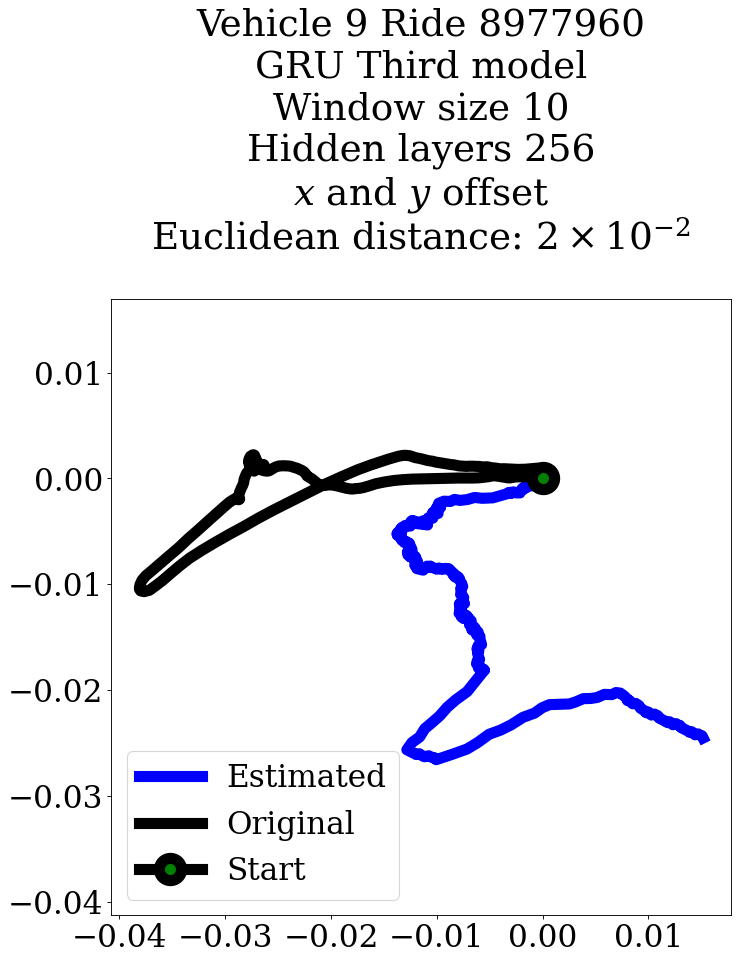 Vehicle 9 Ride 8977960
GRU Third model
Window size 10
Hidden layers 256
x and y offset
Euclidean distance: 2 × 10⁻²
0.01
0.00
−0.01
−0.02
−0.03
−0.04
Estimated
Original
Start
−0.04 −0.03 −0.02 −0.01 0.00 0.01